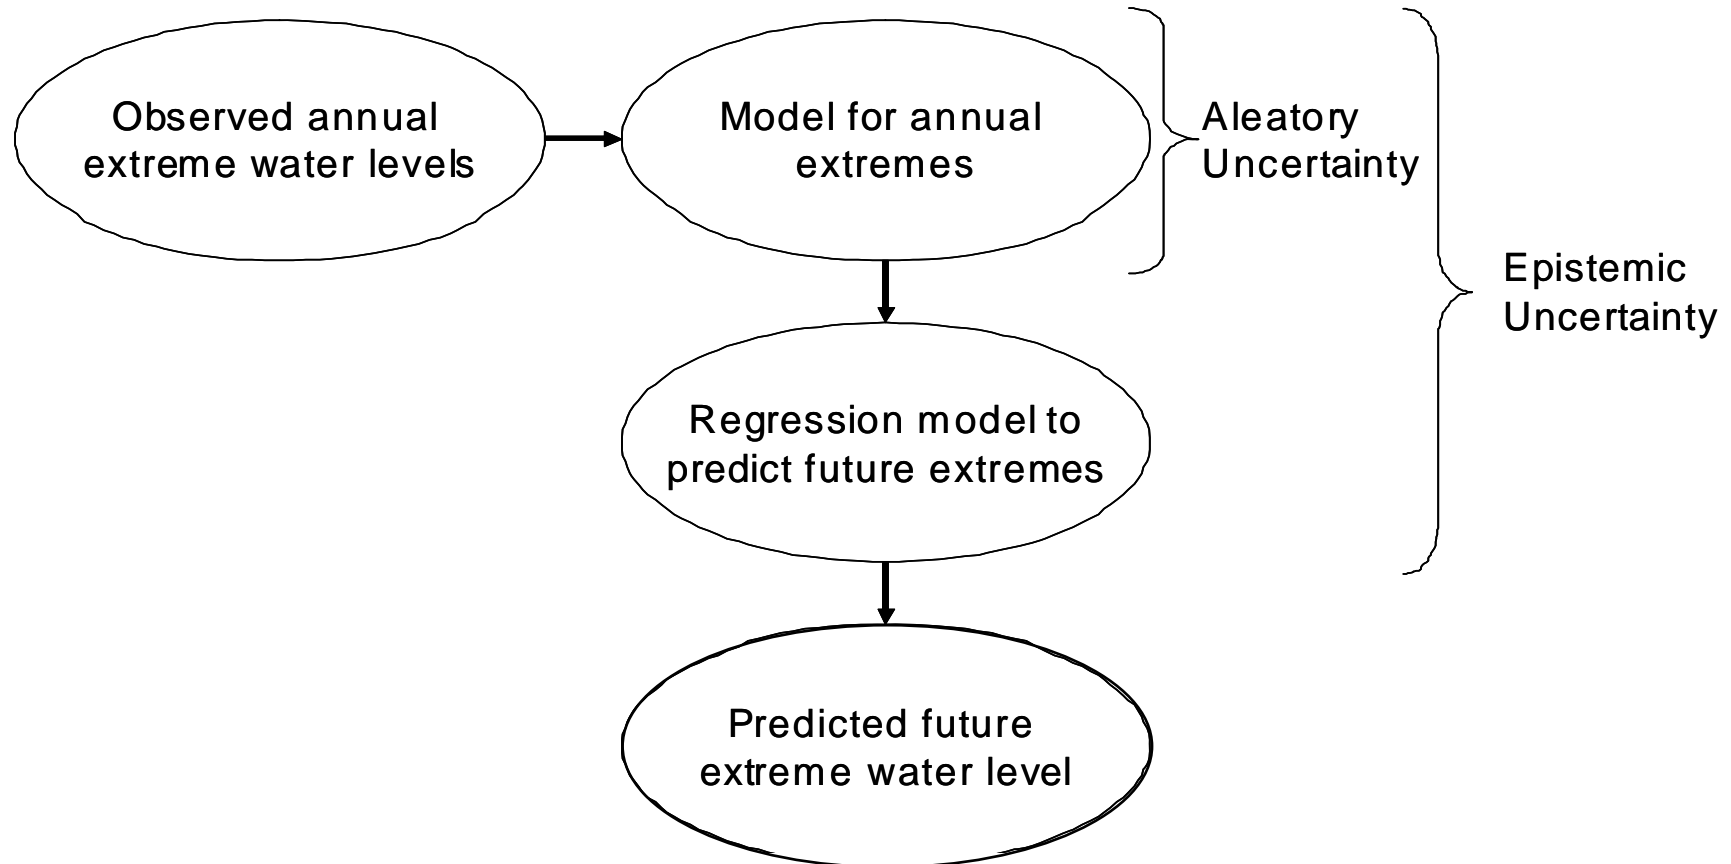 Observed annual
extreme water levels
Model for annual
extremes
Aleatory
Uncertainty
Epistemic
Uncertainty
Regression model to
predict future extremes
Predicted future
extreme water level